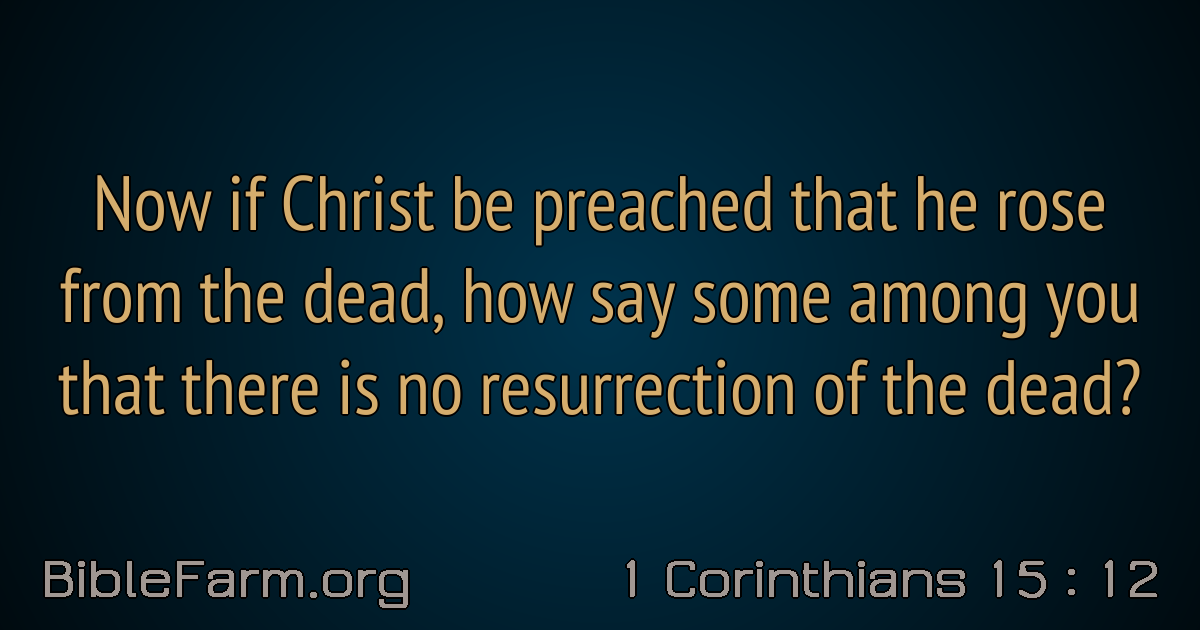 Now if Christ be preached that he rose
from the dead, how say some among you
that there is no resurrection of the dead?
BibleFarm.org
1 Corinthians 15 : 12